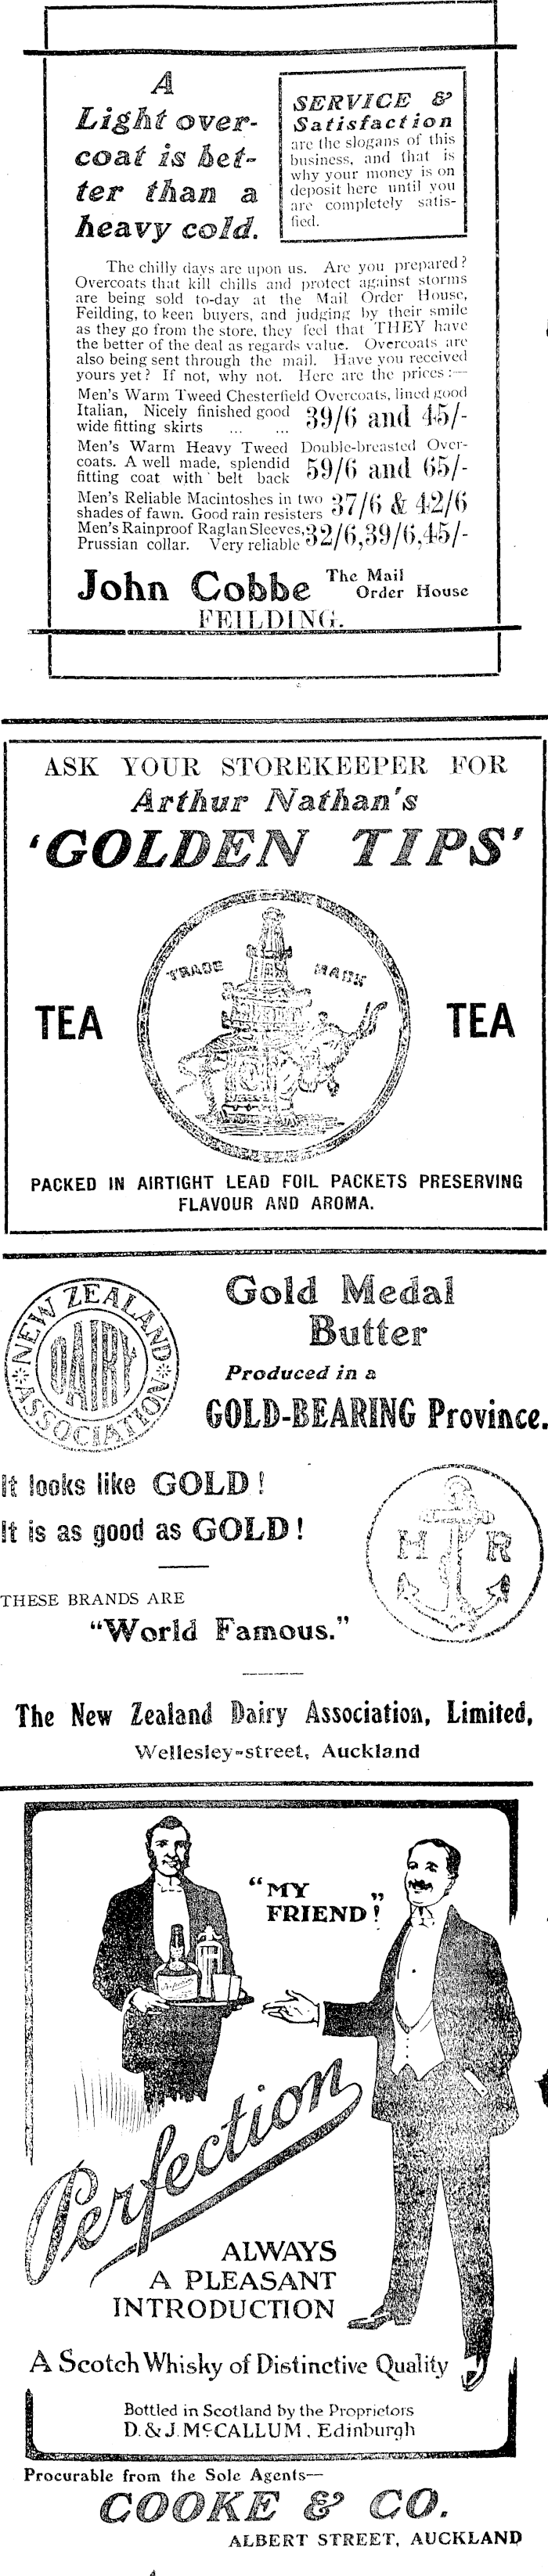 A
Light over-
coat is bet-
ter than a
heavy cold.
SERVICE &
Satisfaction
are the slogans of this
business, and that is
why your money is on
deposit here until you
are completely satis-
fied.
The chilly days are upon us. Are you prepared?
Overcoats that kill chills and protect against storms
are being sold to-day at the Mail Order House,
Feilding, to keen buyers, and judging by their smile
as they go from the store, they feel that THEY have
the better of the deal as regards value. Overcoats are
also being sent through the mail. Have you received
yours yet? If not, why not. Here are the prices:—
Men's Warm Tweed Chesterfield Overcoats, lined good
Italian, Nicely finished good
wide fitting skirts ... ... 39/6 and 45/-
Men's Warm Heavy Tweed Double-breasted Over-
coats. A well made, splendid
fitting coat with belt back 59/6 and 65/-
Men's Reliable Macintoshes in two
shades of fawn. Good rain resisters 37/6 & 42/6
Men's Rainproof Raglan Sleeves,
Prussian collar. Very reliable 32/6, 39/6, 45/-
John Cobbe The Mail
Order House
FEILDING.
ASK YOUR STOREKEEPER FOR
Arthur Nathan's
'GOLDEN TIPS'
TRADE MARK
TEA TEA
PACKED IN AIRTIGHT LEAD FOIL PACKETS PRESERVING
FLAVOUR AND AROMA.
NEW ZEALAND
DAIRY
ASSOCIATION
Gold Medal
Butter
Produced in a
GOLD-BEARING Province.
It looks like GOLD!
It is as good as GOLD!
H R
THESE BRANDS ARE
"World Famous."
The New Zealand Dairy Association, Limited,
Wellesley-street, Auckland
"MY
FRIEND"!
Perfection
ALWAYS
A PLEASANT
INTRODUCTION
A Scotch Whisky of Distinctive Quality
Bottled in Scotland by the Proprietors
D. & J. McCALLUM, Edinburgh
Procurable from the Sole Agents—
COOKE & CO.
ALBERT STREET, AUCKLAND